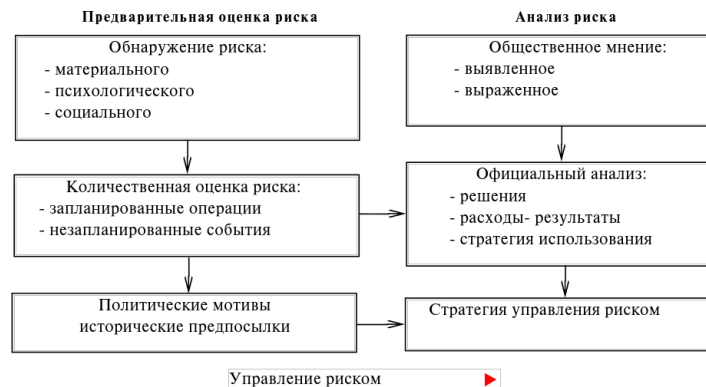 Предварительная оценка риска
Обнаружение риска:
- материального
- психологического
- социального
Количественная оценка риска:
- запланированные операции
- незапланированные события
Политические мотивы
исторические предпосылки
Анализ риска
Общественное мнение:
- выявленное
- выраженное
Официальный анализ:
- решения
- расходы- результаты
- стратегия использования
Стратегия управления риском
Управление риском